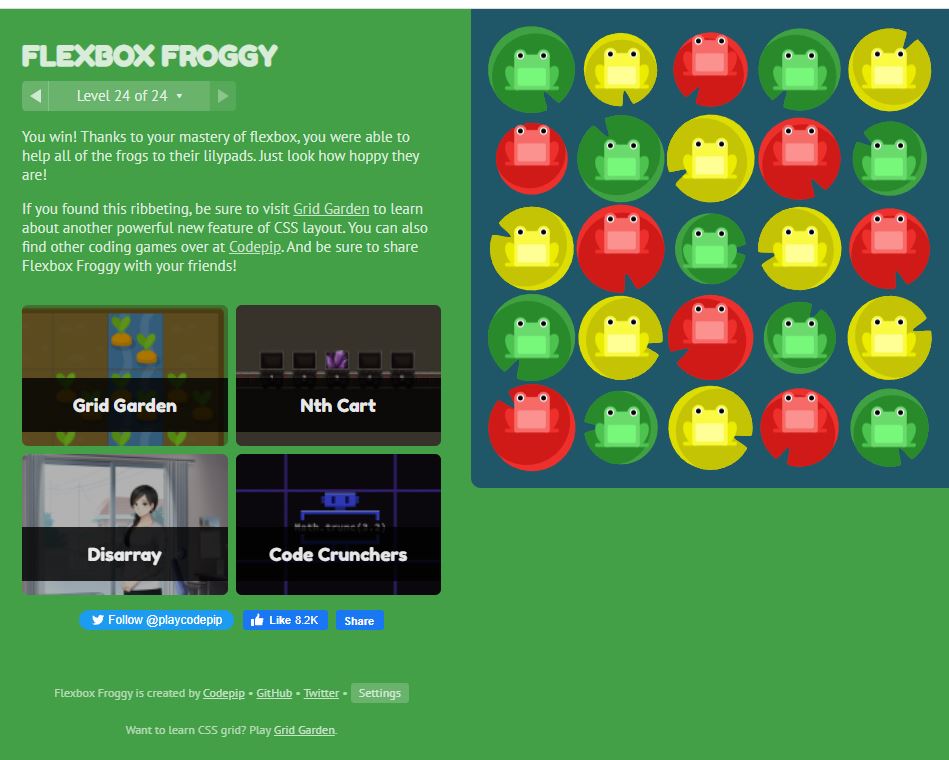 FLEXBOX FROGGY
Level 24 of 24
You win! Thanks to your mastery of flexbox, you were able to
help all of the frogs to their lilypads. Just look how hoppy they
are!
If you found this ribbeting, be sure to visit Grid Garden to learn
about another powerful new feature of CSS layout. You can also
find other coding games over at Codepip. And be sure to share
Flexbox Froggy with your friends!
Grid Garden
Nth Cart
Disarray
Math.trunc(3.2)
Code Crunchers
Follow @playcodepip
Like 8.2K
Share
Flexbox Froggy is created by Codepip • GitHub • Twitter • Settings
Want to learn CSS grid? Play Grid Garden.